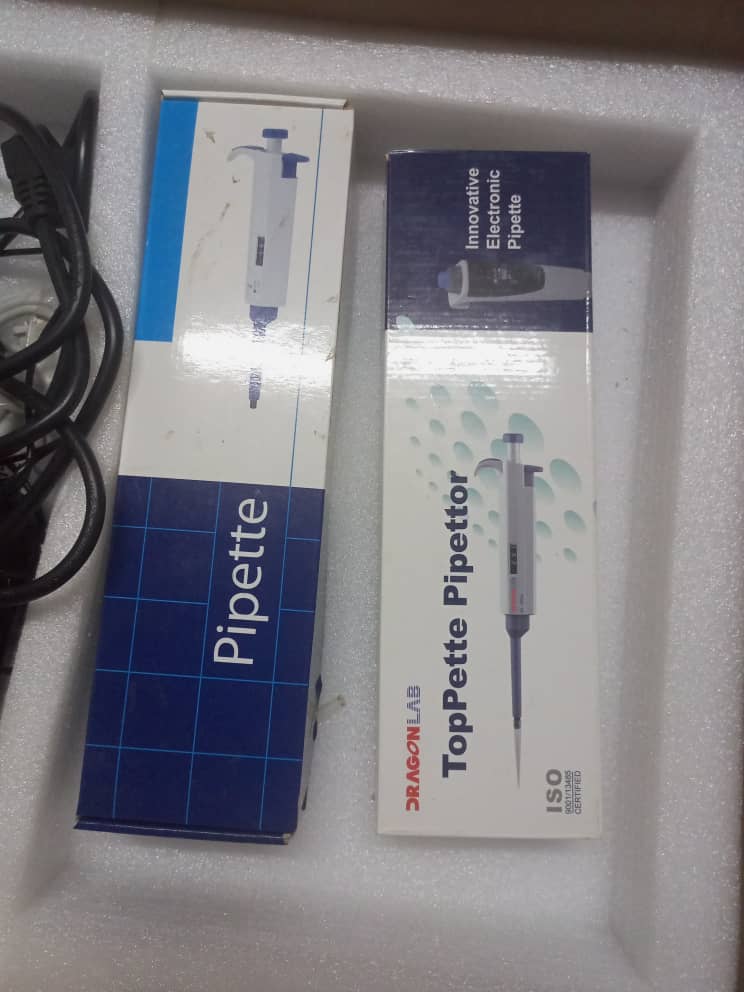 Pipette
Innovative
Electronic
Pipette
DRAGONLAB
TopPette Pipettor
ISO
9001/13485
CERTIFIED